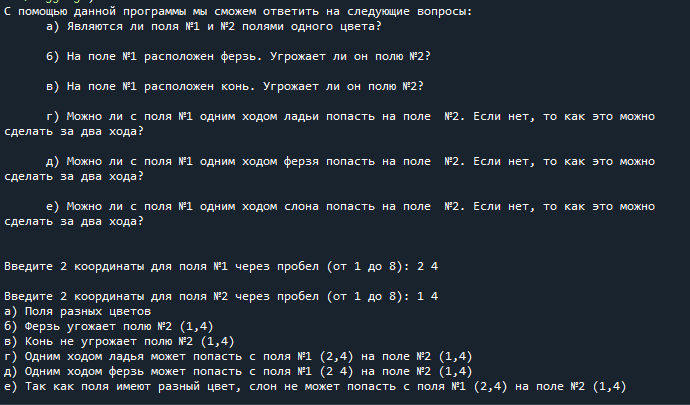 С помощью данной программы мы сможем ответить на следующие вопросы:
а) Являются ли поля №1 и №2 полями одного цвета?
б) На поле №1 расположен ферзь. Угрожает ли он полю №2?
в) На поле №1 расположен конь. Угрожает ли он полю №2?
г) Можно ли с поля №1 одним ходом ладьи попасть на поле №2. Если нет, то как это можно
сделать за два хода?
д) Можно ли с поля №1 одним ходом ферзя попасть на поле №2. Если нет, то как это можно
сделать за два хода?
е) Можно ли с поля №1 одним ходом слона попасть на поле №2. Если нет, то как это можно
сделать за два хода?
Введите 2 координаты для поля №1 через пробел (от 1 до 8): 2 4
Введите 2 координаты для поля №2 через пробел (от 1 до 8): 1 4
а) Поля разных цветов
б) Ферзь угожает полю №2 (1,4)
в) Конь не угрожает полю №2 (1,4)
г) Одним ходом ладья может попасть с поля №1 (2,4) на поле №2 (1,4)
д) Одним ходом ферзь может попасть с поля №1 (2 4) на поле №2 (1,4)
е) Так как поля имеют разный цвет, слон не может попасть с поля №1 (2,4) на поле №2 (1,4)